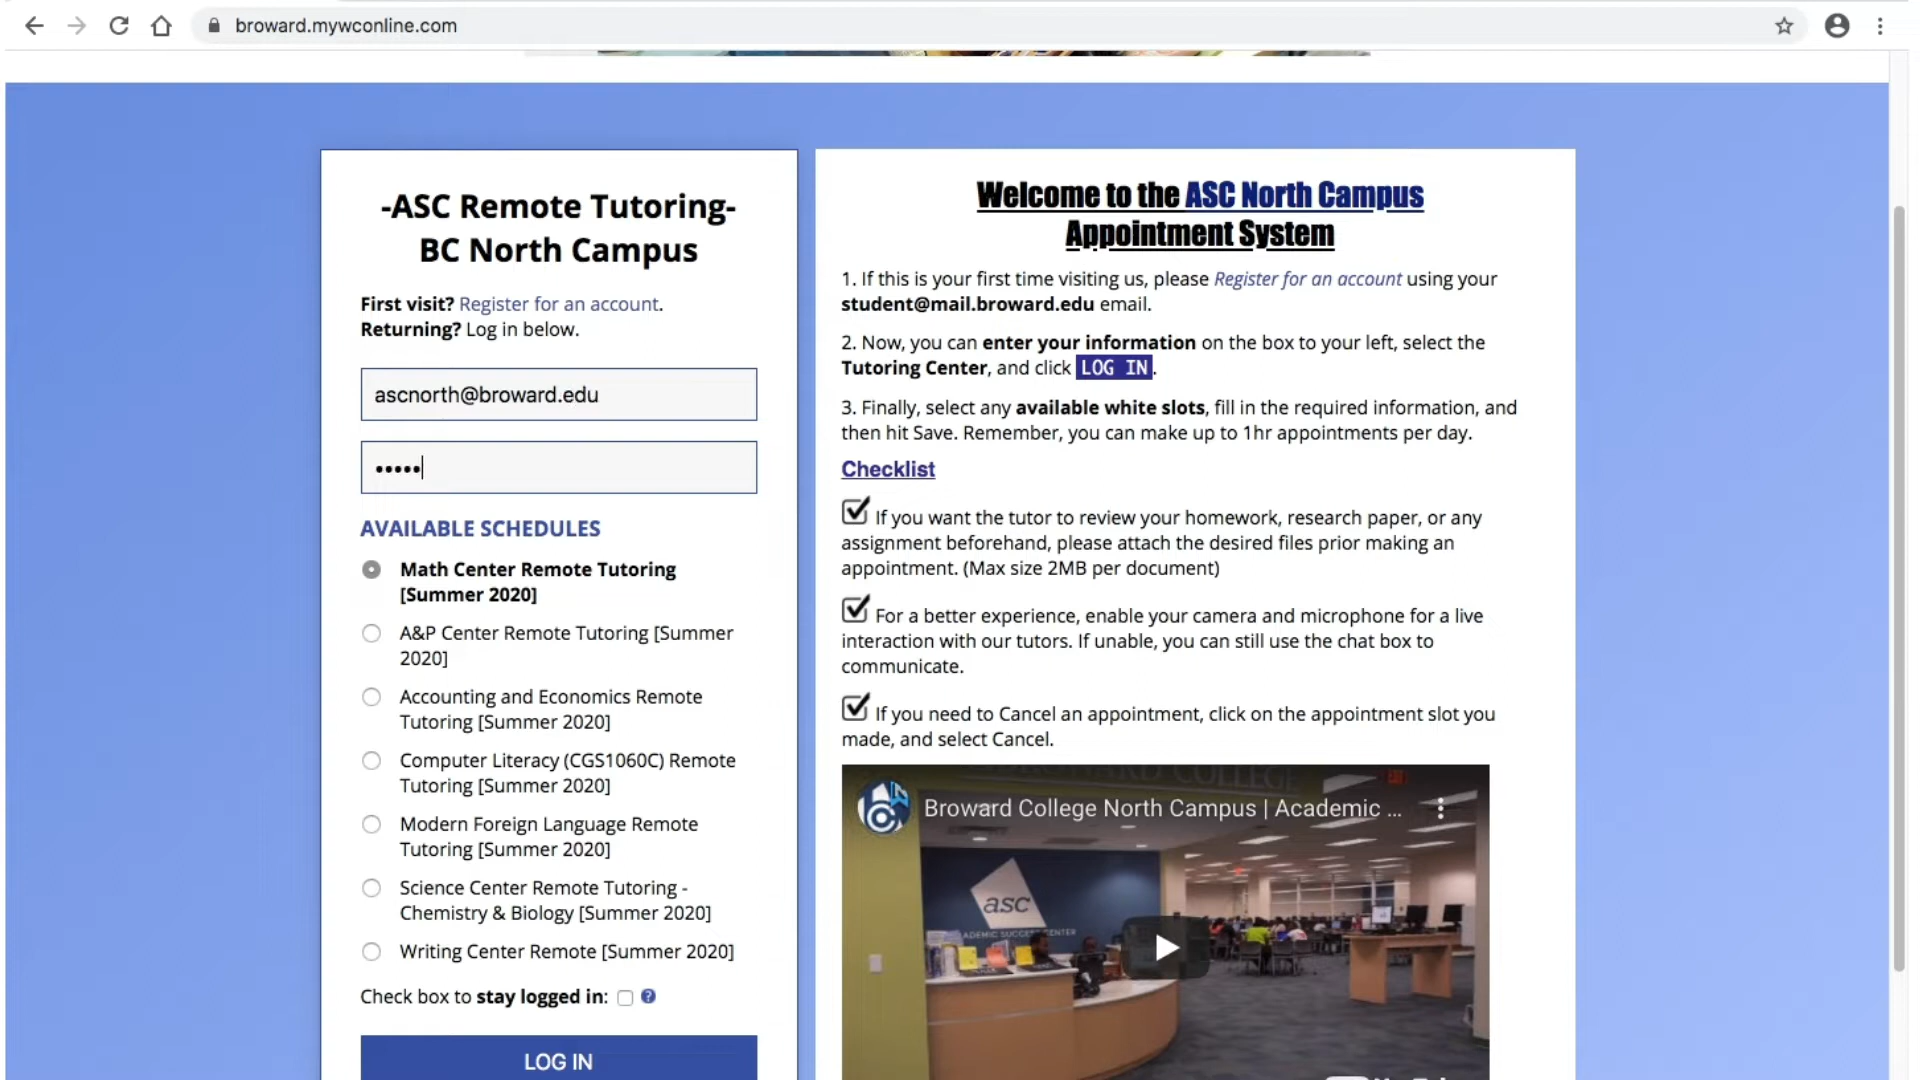 broward.mywconline.com
-ASC Remote Tutoring-
BC North Campus
First visit? Register for an account.
Returning? Log in below.
ascnorth@broward.edu
•••••
AVAILABLE SCHEDULES
Math Center Remote Tutoring
[Summer 2020]
A&P Center Remote Tutoring [Summer
2020]
Accounting and Economics Remote
Tutoring [Summer 2020]
Computer Literacy (CGS1060C) Remote
Tutoring [Summer 2020]
Modern Foreign Language Remote
Tutoring [Summer 2020]
Science Center Remote Tutoring -
Chemistry & Biology [Summer 2020]
Writing Center Remote [Summer 2020]
Check box to stay logged in: ?
LOG IN
Welcome to the ASC North Campus
Appointment System
1. If this is your first time visiting us, please Register for an account using your
student@mail.broward.edu email.
2. Now, you can enter your information on the box to your left, select the
Tutoring Center, and click LOG IN.
3. Finally, select any available white slots, fill in the required information, and
then hit Save. Remember, you can make up to 1hr appointments per day.
Checklist
If you want the tutor to review your homework, research paper, or any
assignment beforehand, please attach the desired files prior making an
appointment. (Max size 2MB per document)
For a better experience, enable your camera and microphone for a live
interaction with our tutors. If unable, you can still use the chat box to
communicate.
If you need to Cancel an appointment, click on the appointment slot you
made, and select Cancel.
Broward College North Campus | Academic ...
asc